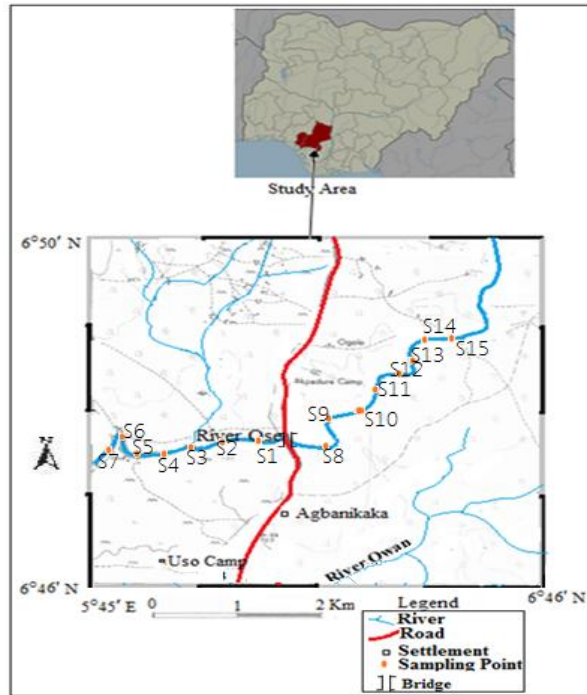 Study Area
6°50′ N
S14
S13
S15
S12
S11
S9
S10
River Ose
S6
S7
S5
S4
S3
S2
S1
S8
Agbanikaka
Uso Camp
River Owan
6°46′ N
5°45′ E
6°46′ N
0 1 2 Km
Legend
River
Road
Settlement
Sampling Point
Bridge